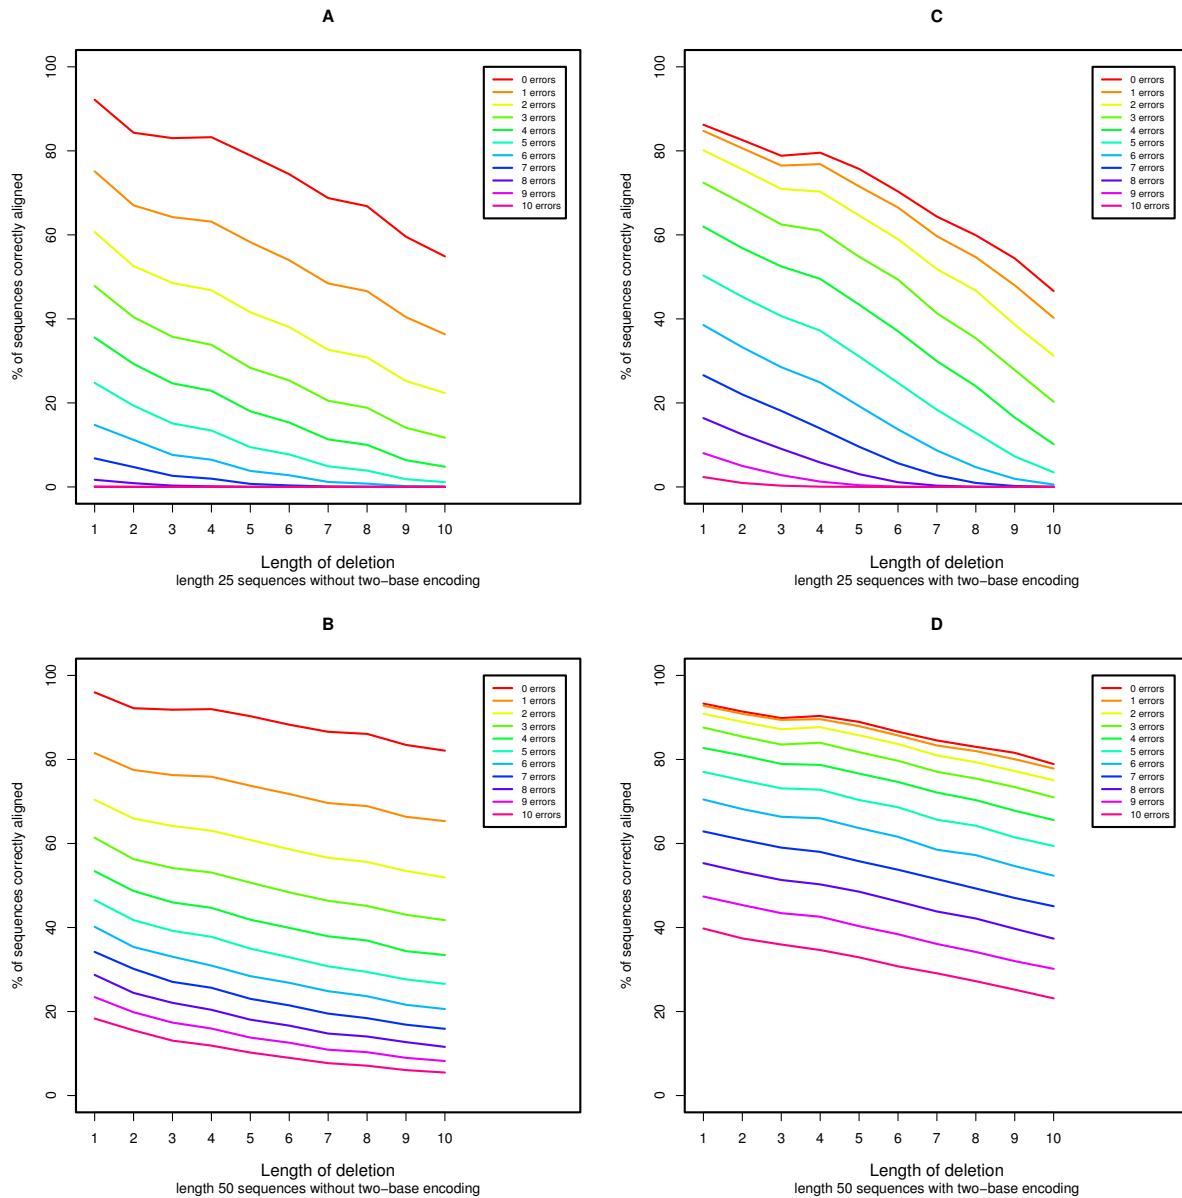 A
% of sequences correctly aligned
100
80
60
40
20
0
0 errors
1 errors
2 errors
3 errors
4 errors
5 errors
6 errors
7 errors
8 errors
9 errors
10 errors
1 2 3 4 5 6 7 8 9 10
Length of deletion
length 25 sequences without two−base encoding
C
% of sequences correctly aligned
100
80
60
40
20
0
0 errors
1 errors
2 errors
3 errors
4 errors
5 errors
6 errors
7 errors
8 errors
9 errors
10 errors
1 2 3 4 5 6 7 8 9 10
Length of deletion
length 25 sequences with two−base encoding
B
% of sequences correctly aligned
100
80
60
40
20
0
0 errors
1 errors
2 errors
3 errors
4 errors
5 errors
6 errors
7 errors
8 errors
9 errors
10 errors
1 2 3 4 5 6 7 8 9 10
Length of deletion
length 50 sequences without two−base encoding
D
% of sequences correctly aligned
100
80
60
40
20
0
0 errors
1 errors
2 errors
3 errors
4 errors
5 errors
6 errors
7 errors
8 errors
9 errors
10 errors
1 2 3 4 5 6 7 8 9 10
Length of deletion
length 50 sequences with two−base encoding